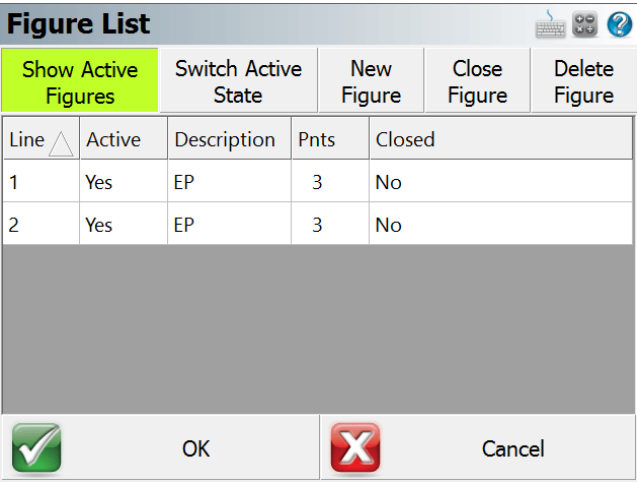 Figure List
Show Active
Figures
Switch Active
State
New
Figure
Close
Figure
Delete
Figure
Line Active Description Pnts Closed
1 Yes EP 3 No
2 Yes EP 3 No
OK Cancel